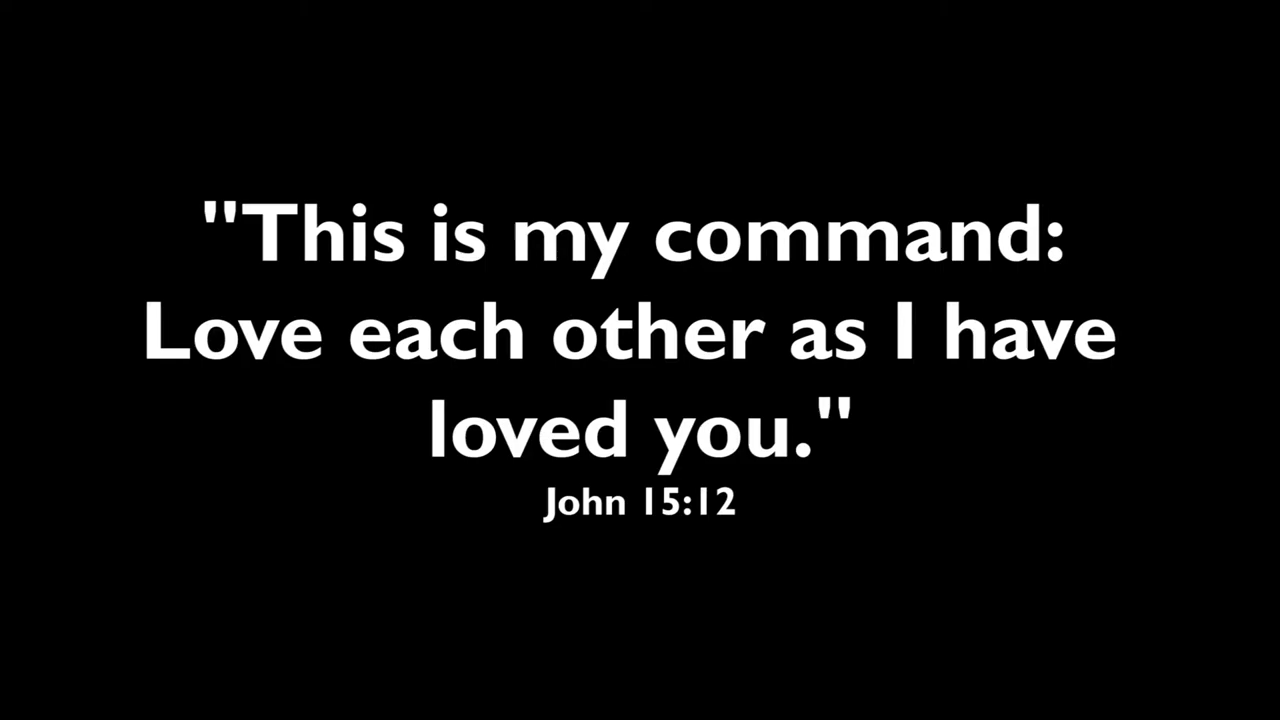 "This is my command:
Love each other as I have
loved you."
John 15:12